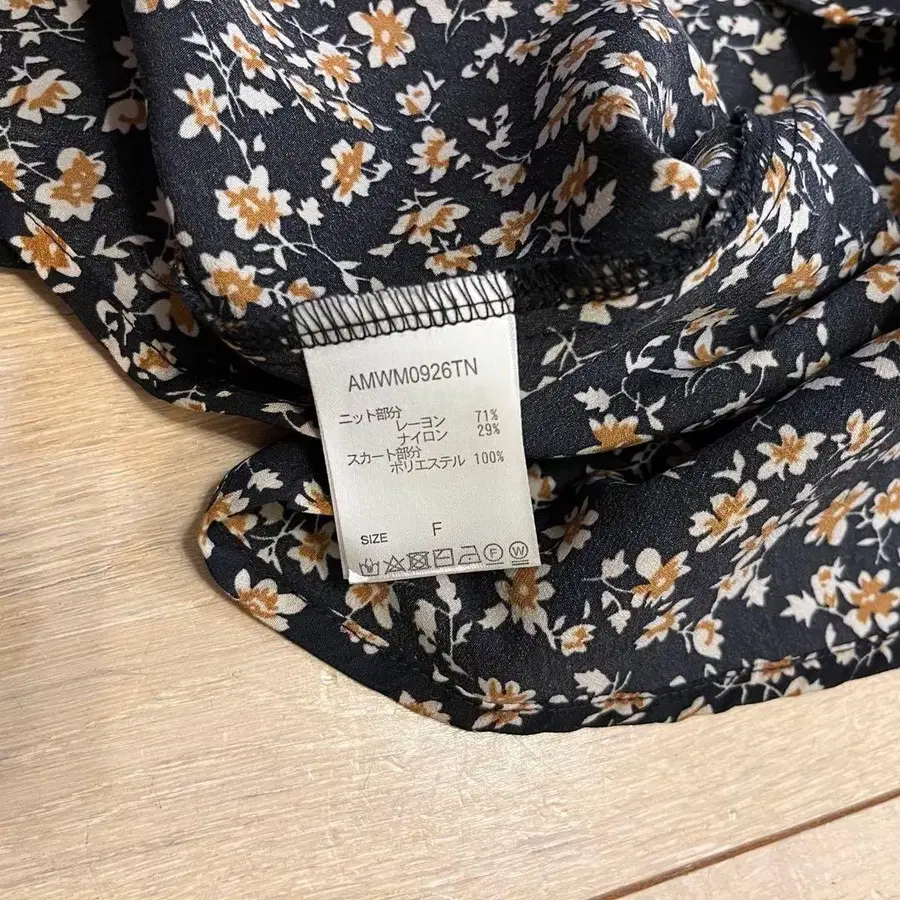 AMWM0926TN
ニット部分
レーヨン 71%
ナイロン 29%
スカート部分
ポリエステル 100%
SIZE F
F W